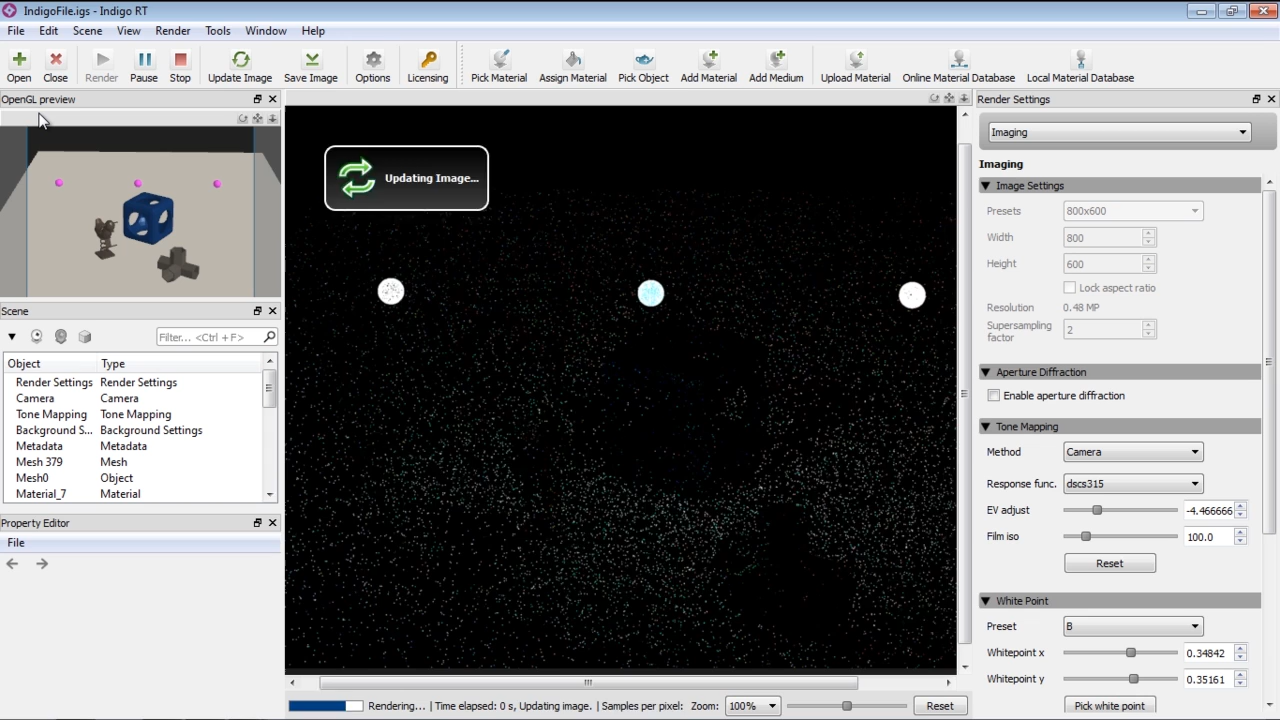 IndigoFile.igs - Indigo RT
File Edit Scene View Render Tools Window Help
Open Close Render Pause Stop Update Image Save Image Options Licensing Pick Material Assign Material Pick Object Add Material Add Medium Upload Material Online Material Database Local Material Database
OpenGL preview
Render Settings
Imaging
Imaging
Image Settings
Presets 800x600
Width 800
Height 600
Lock aspect ratio
Resolution 0.48 MP
Supersampling factor 2
Aperture Diffraction
Enable aperture diffraction
Tone Mapping
Method Camera
Response func. dscs315
EV adjust -4.466666
Film iso 100.0
Reset
White Point
Preset B
Whitepoint x 0.34842
Whitepoint y 0.35161
Pick white point
Updating Image...
Scene
Filter... <Ctrl + F>
Object Type
Render Settings Render Settings
Camera Camera
Tone Mapping Tone Mapping
Background S... Background Settings
Metadata Metadata
Mesh 379 Mesh
Mesh0 Object
Material_7 Material
Property Editor
File
Rendering... | Time elapsed: 0 s, Updating image. | Samples per pixel: Zoom: 100% Reset